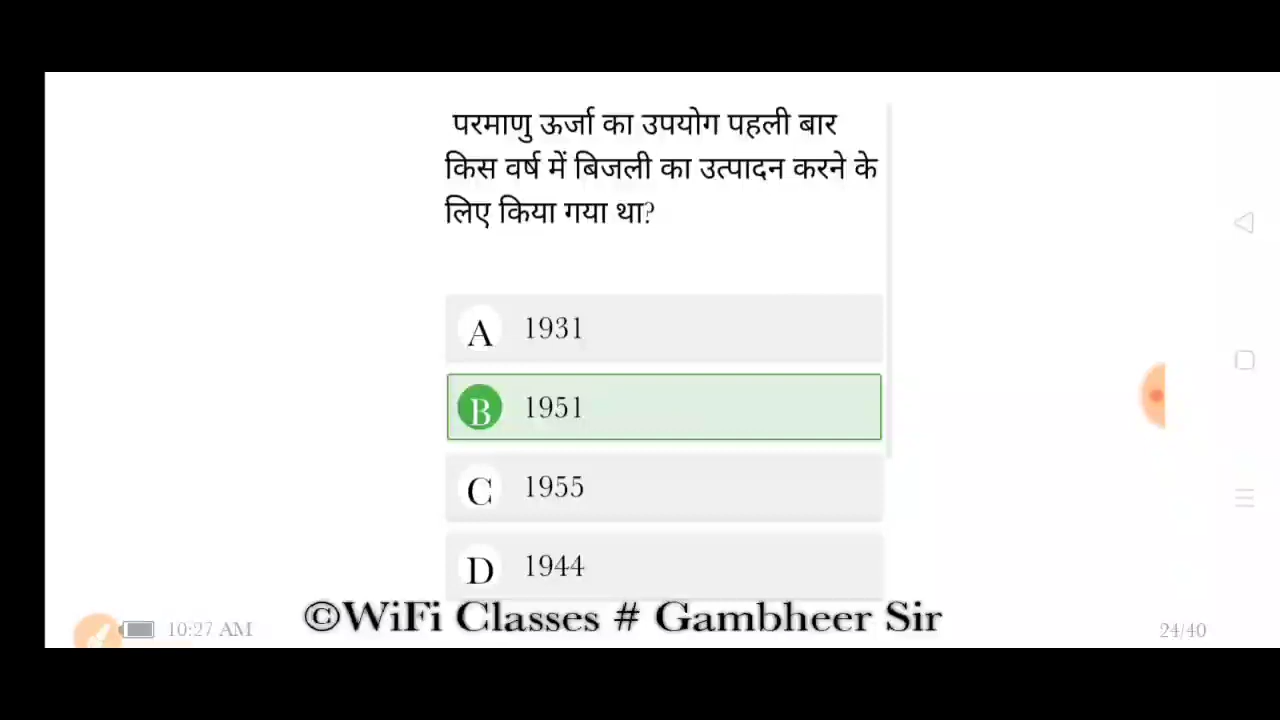 परमाणु ऊर्जा का उपयोग पहली बार
किस वर्ष में बिजली का उत्पादन करने के
लिए किया गया था?
A 1931
B 1951
C 1955
D 1944
©WiFi Classes # Gambheer Sir
10:27 AM
24/40